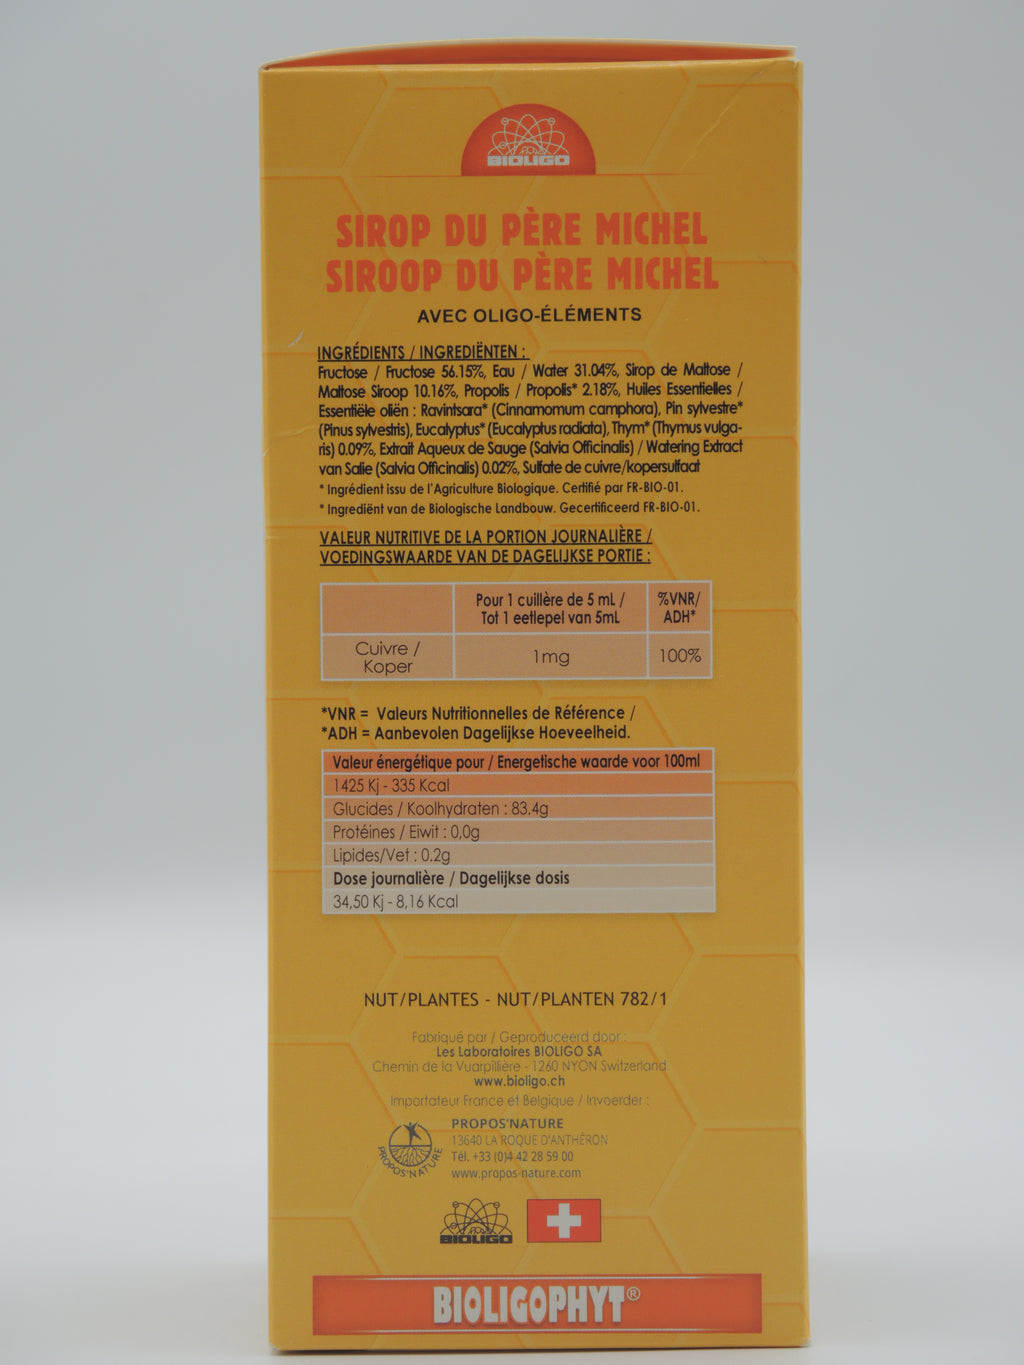 BIOLIGO
SIROP DU PÈRE MICHEL
SIROOP DU PÈRE MICHEL
AVEC OLIGO-ÉLÉMENTS
INGRÉDIENTS / INGREDIËNTEN :
Fructose / Fructose 56.15%, Eau / Water 31.04%, Sirop de Maltose /
Maltose Siroop 10.16%, Propolis / Propolis* 2.18%, Huiles Essentielles /
Essentiële oliën : Ravintsara* (Cinnamomum camphora), Pin sylvestre*
(Pinus sylvestris), Eucalyptus* (Eucalyptus radiata), Thym* (Thymus vulga-
ris) 0.09%, Extrait Aqueux de Sauge (Salvia Officinalis) / Watering Extract
van Salie (Salvia Officinalis) 0.02%, Sulfate de cuivre/kopersulfaat
* Ingrédient issu de l'Agriculture Biologique. Certifié par FR-BIO-01.
* Ingrediënt van de Biologische Landbouw. Gecertificeerd FR-BIO-01.
VALEUR NUTRITIVE DE LA PORTION JOURNALIÈRE /
VOEDINGSWAARDE VAN DE DAGELIJKSE PORTIE :
Pour 1 cuillère de 5 mL / %VNR/
Tot 1 eetlepel van 5mL ADH*
Cuivre /
Koper 1mg 100%
*VNR = Valeurs Nutritionnelles de Référence /
*ADH = Aanbevolen Dagelijkse Hoeveelheid.
Valeur énergétique pour / Energetische waarde voor 100ml
1425 Kj - 335 Kcal
Glucides / Koolhydraten : 83.4g
Protéines / Eiwit : 0,0g
Lipides/Vet : 0.2g
Dose journalière / Dagelijkse dosis
34,50 Kj - 8,16 Kcal
NUT/PLANTES - NUT/PLANTEN 782/1
Fabriqué par / Geproduceerd door :
Les Laboratoires BIOLIGO SA
Chemin de la Vuarpillière - 1260 NYON Switzerland
www.bioligo.ch
Importateur France et Belgique / Invoerder :
PROPOS'NATURE
13640 LA ROQUE D'ANTHÉRON
Tél. +33 (0)4 42 28 59 00
www.propos-nature.com
PROPOS'NATURE
BIOLIGO
BIOLIGOPHYT®